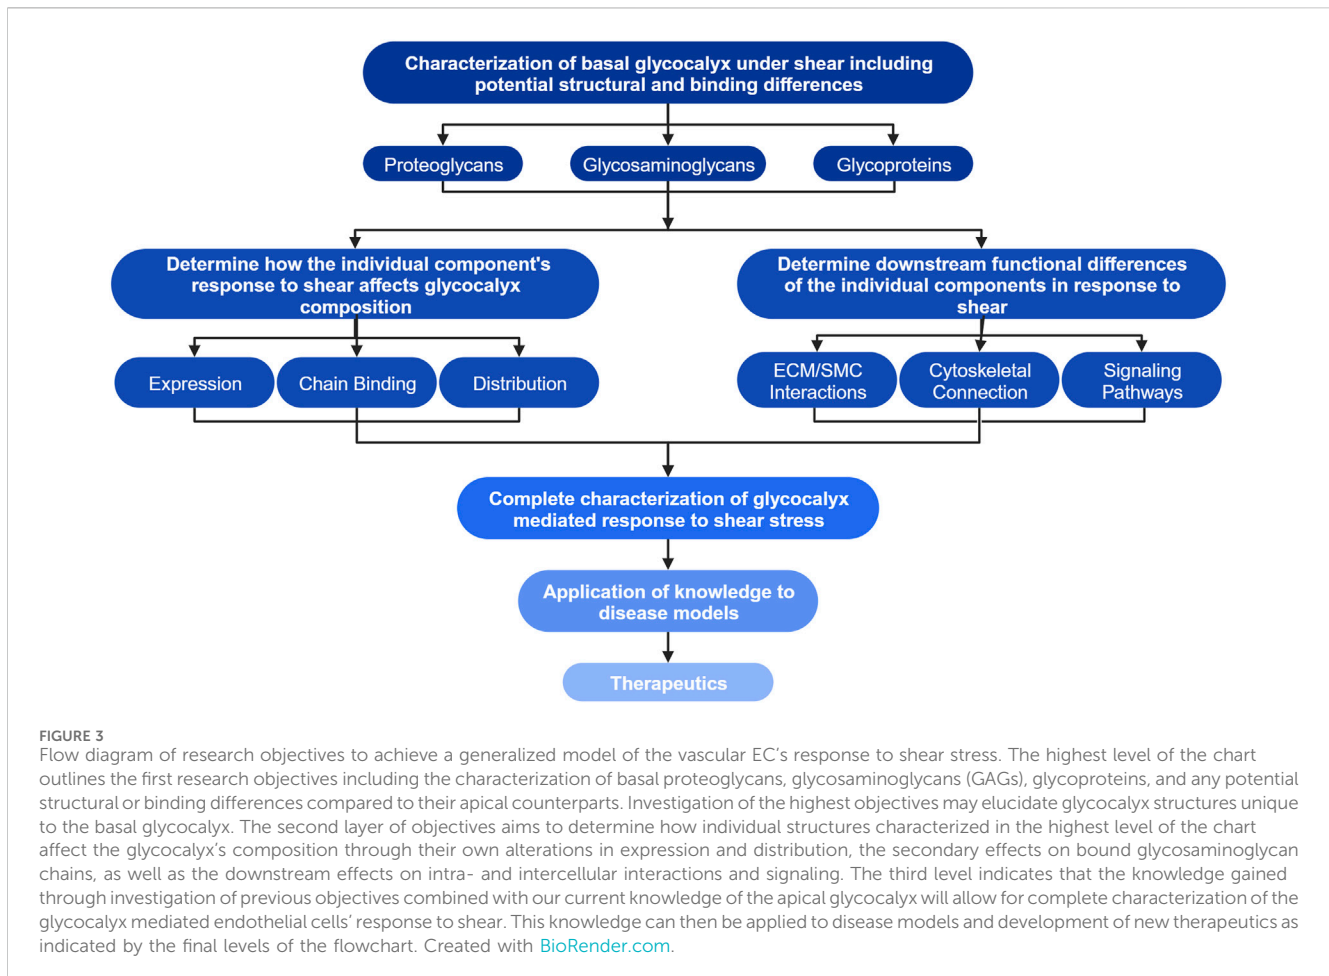 Characterization of basal glycocalyx under shear including
potential structural and binding differences
Proteoglycans
Glycosaminoglycans
Glycoproteins
Determine how the individual component's
response to shear affects glycocalyx
composition
Determine downstream functional differences
of the individual components in response to
shear
Expression
Chain Binding
Distribution
ECM/SMC
Interactions
Cytoskeletal
Connection
Signaling
Pathways
Complete characterization of glycocalyx
mediated response to shear stress
Application of knowledge to
disease models
Therapeutics
FIGURE 3
Flow diagram of research objectives to achieve a generalized model of the vascular EC’s response to shear stress. The highest level of the chart
outlines the first research objectives including the characterization of basal proteoglycans, glycosaminoglycans (GAGs), glycoproteins, and any potential
structural or binding differences compared to their apical counterparts. Investigation of the highest objectives may elucidate glycocalyx structures unique
to the basal glycocalyx. The second layer of objectives aims to determine how individual structures characterized in the highest level of the chart
affect the glycocalyx’s composition through their own alterations in expression and distribution, the secondary effects on bound glycosaminoglycan
chains, as well as the downstream effects on intra- and intercellular interactions and signaling. The third level indicates that the knowledge gained
through investigation of previous objectives combined with our current knowledge of the apical glycocalyx will allow for complete characterization of the
glycocalyx mediated endothelial cells’ response to shear. This knowledge can then be applied to disease models and development of new therapeutics as
indicated by the final levels of the flowchart. Created with BioRender.com.